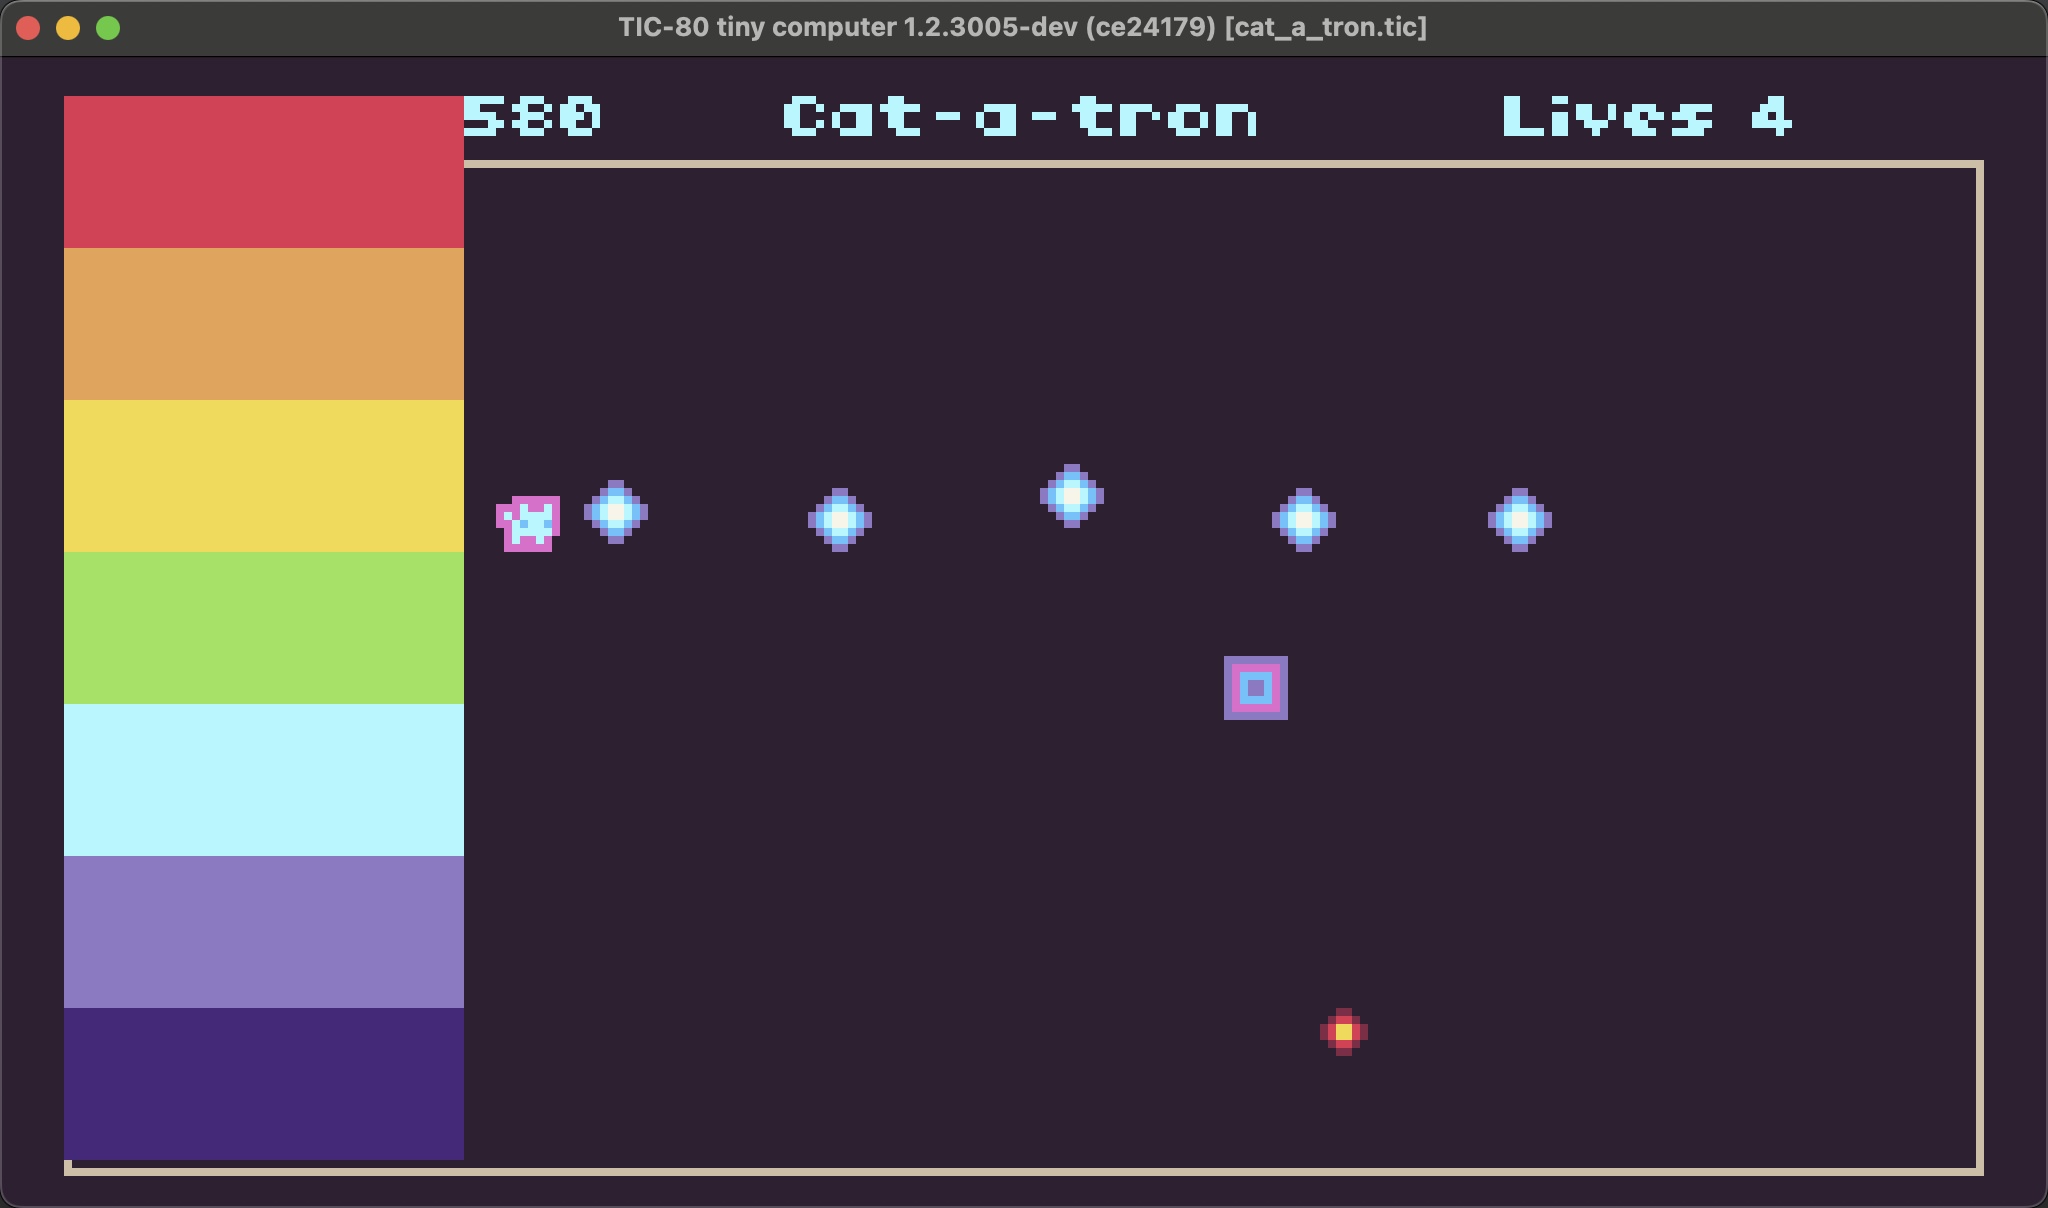 TIC-80 tiny computer 1.2.3005-dev (ce24179) [cat_a_tron.tic]
580 Cat-a-tron Lives 4